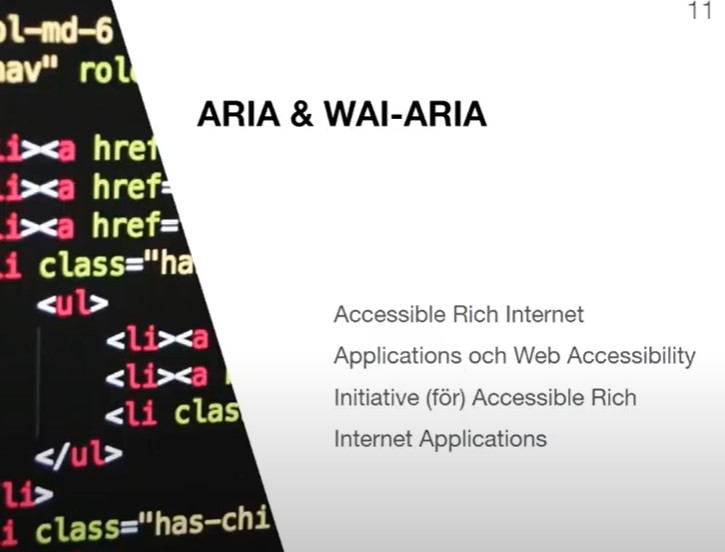 11
ARIA & WAI-ARIA
Accessible Rich Internet
Applications och Web Accessibility
Initiative (för) Accessible Rich
Internet Applications
ol-md-6
nav" role
li><a href
li><a href=
li><a href=
li class="ha
<ul>
<li><a
<li><a
<li clas
</ul>
li>
i class="has-chi